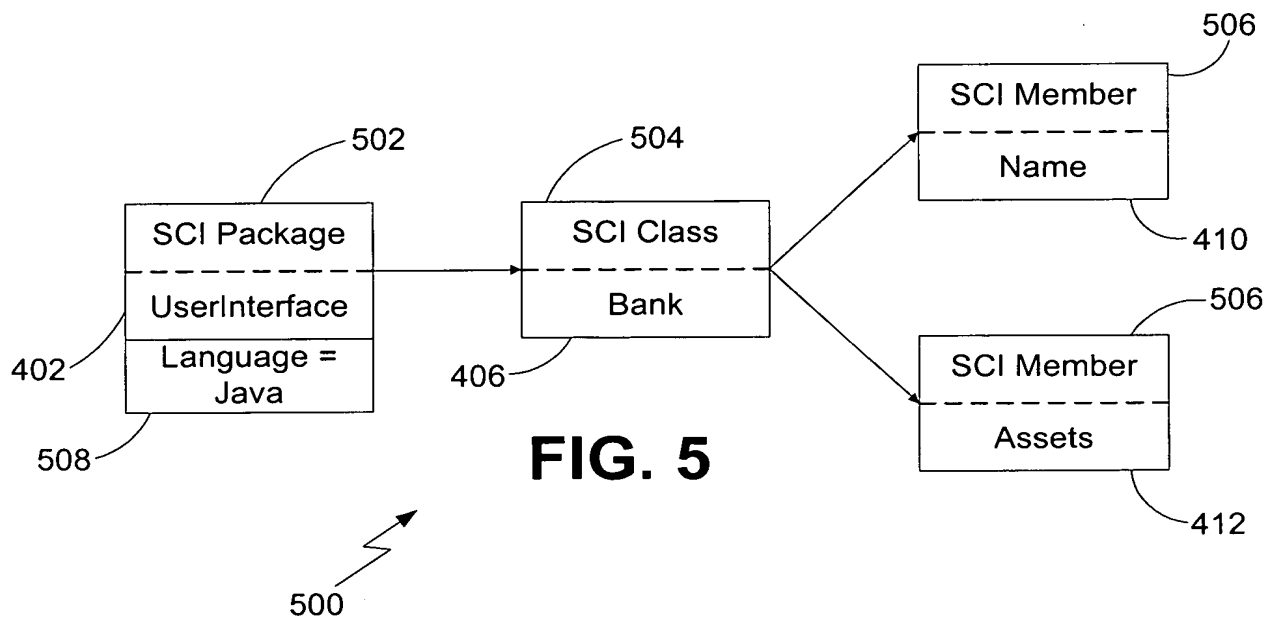 506
SCI Member
Name
410
502
SCI Package
UserInterface
Language =
Java
402
508
504
SCI Class
Bank
406
506
SCI Member
Assets
412
FIG. 5
500